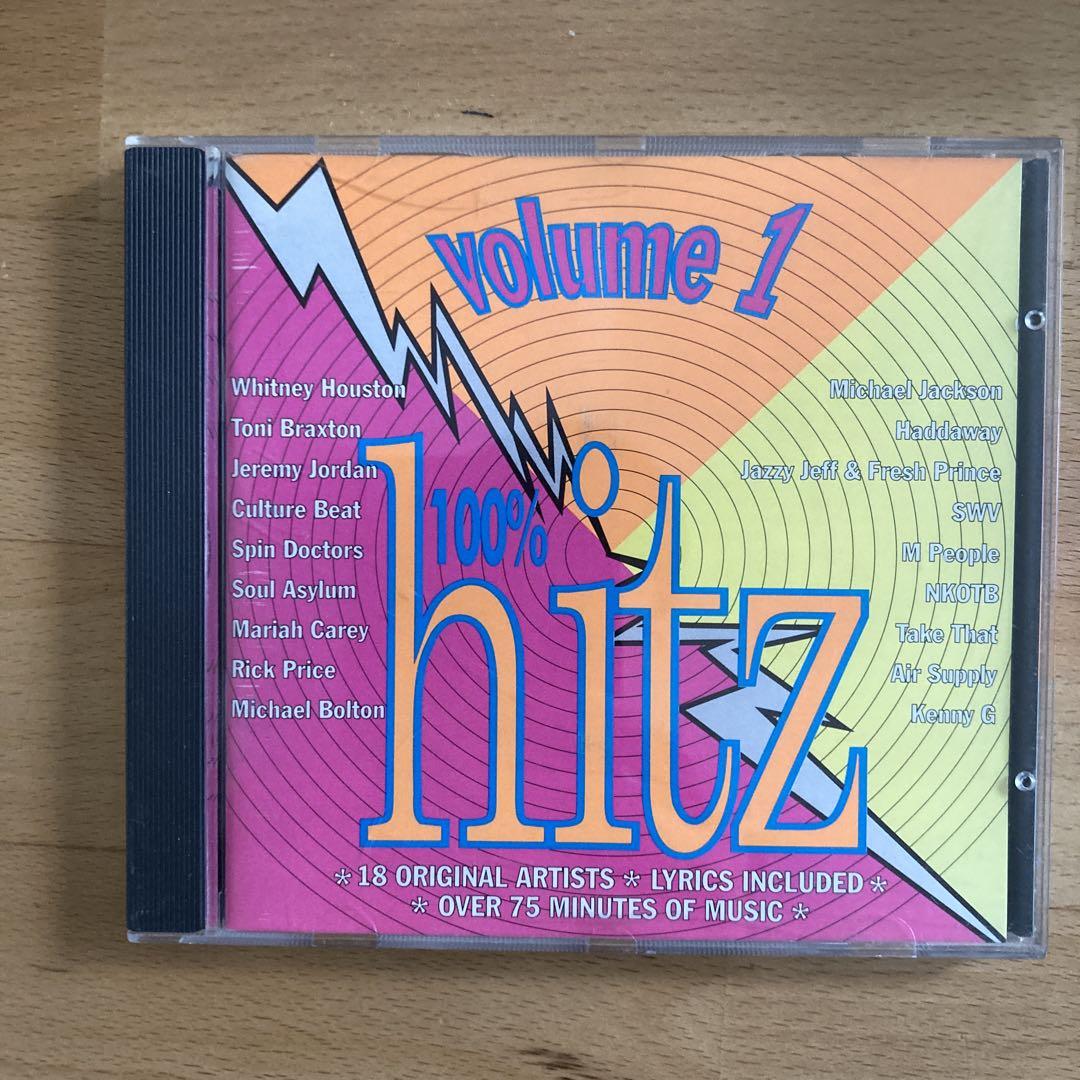 volume 1
Whitney Houston
Toni Braxton
Jeremy Jordan
Culture Beat
Spin Doctors
Soul Asylum
Mariah Carey
Rick Price
Michael Bolton
Michael Jackson
Haddaway
Jazzy Jeff & Fresh Prince
SWV
M People
NKOTB
Take That
Air Supply
Kenny G
100%
hitz
* 18 ORIGINAL ARTISTS * LYRICS INCLUDED *
* OVER 75 MINUTES OF MUSIC *